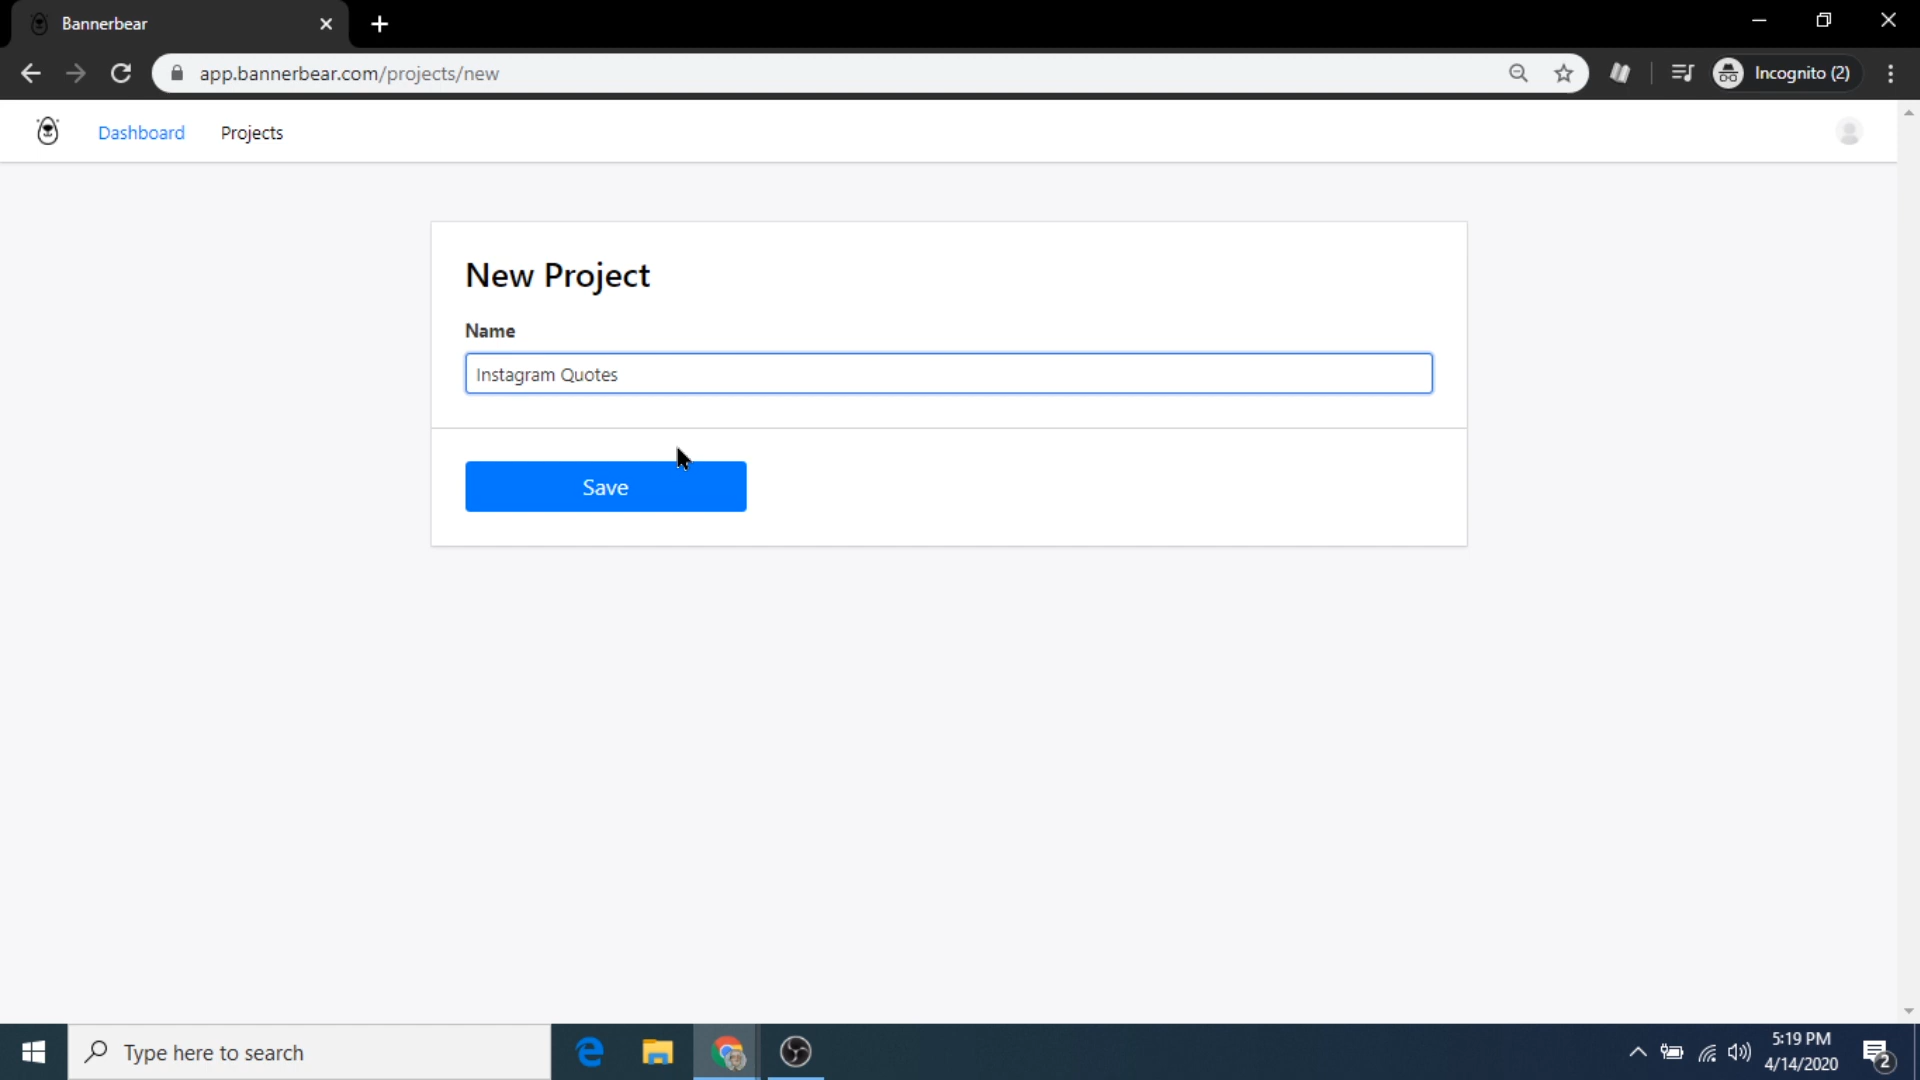 Bannerbear
app.bannerbear.com/projects/new
Incognito (2)
Dashboard Projects
New Project
Name
Instagram Quotes
Save
Type here to search
5:19 PM
4/14/2020
2